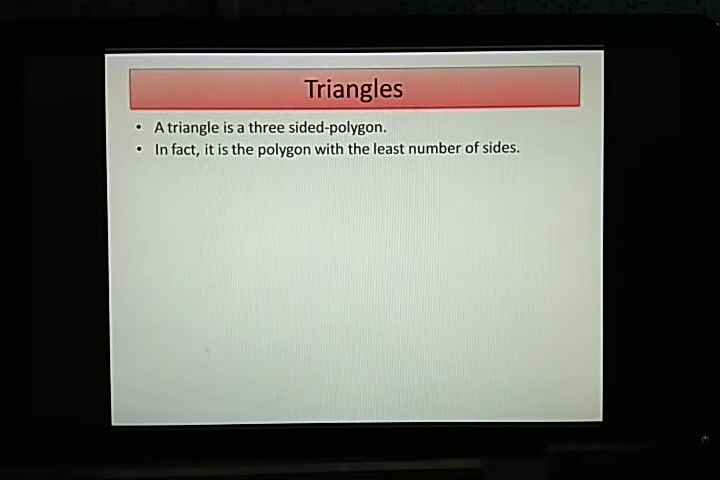 Triangles
• A triangle is a three sided-polygon.
• In fact, it is the polygon with the least number of sides.